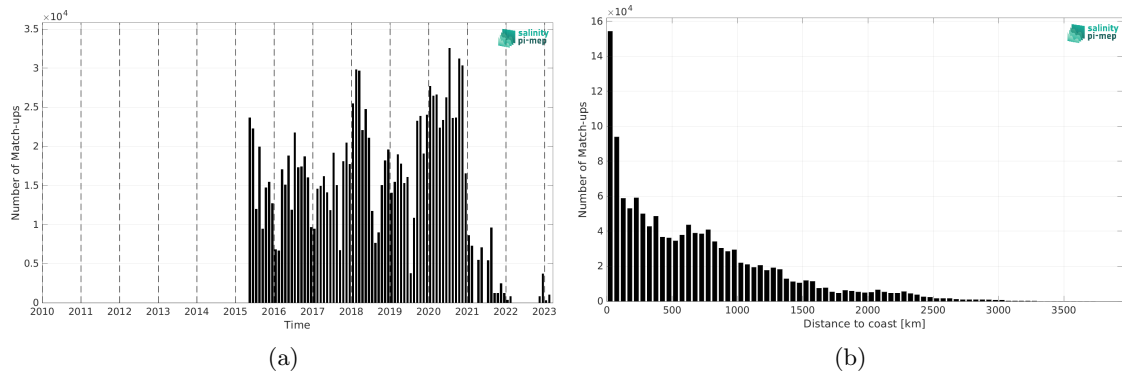 ×10⁴
3.5
3
2.5
2
1.5
1
0.5
0
Number of Match-ups
2010 2011 2012 2013 2014 2015 2016 2017 2018 2019 2020 2021 2022 2023
Time
salinity
pi-mep
(a)
×10⁴
16
14
12
10
8
6
4
2
0
Number of Match-ups
0 500 1000 1500 2000 2500 3000 3500
Distance to coast [km]
salinity
pi-mep
(b)